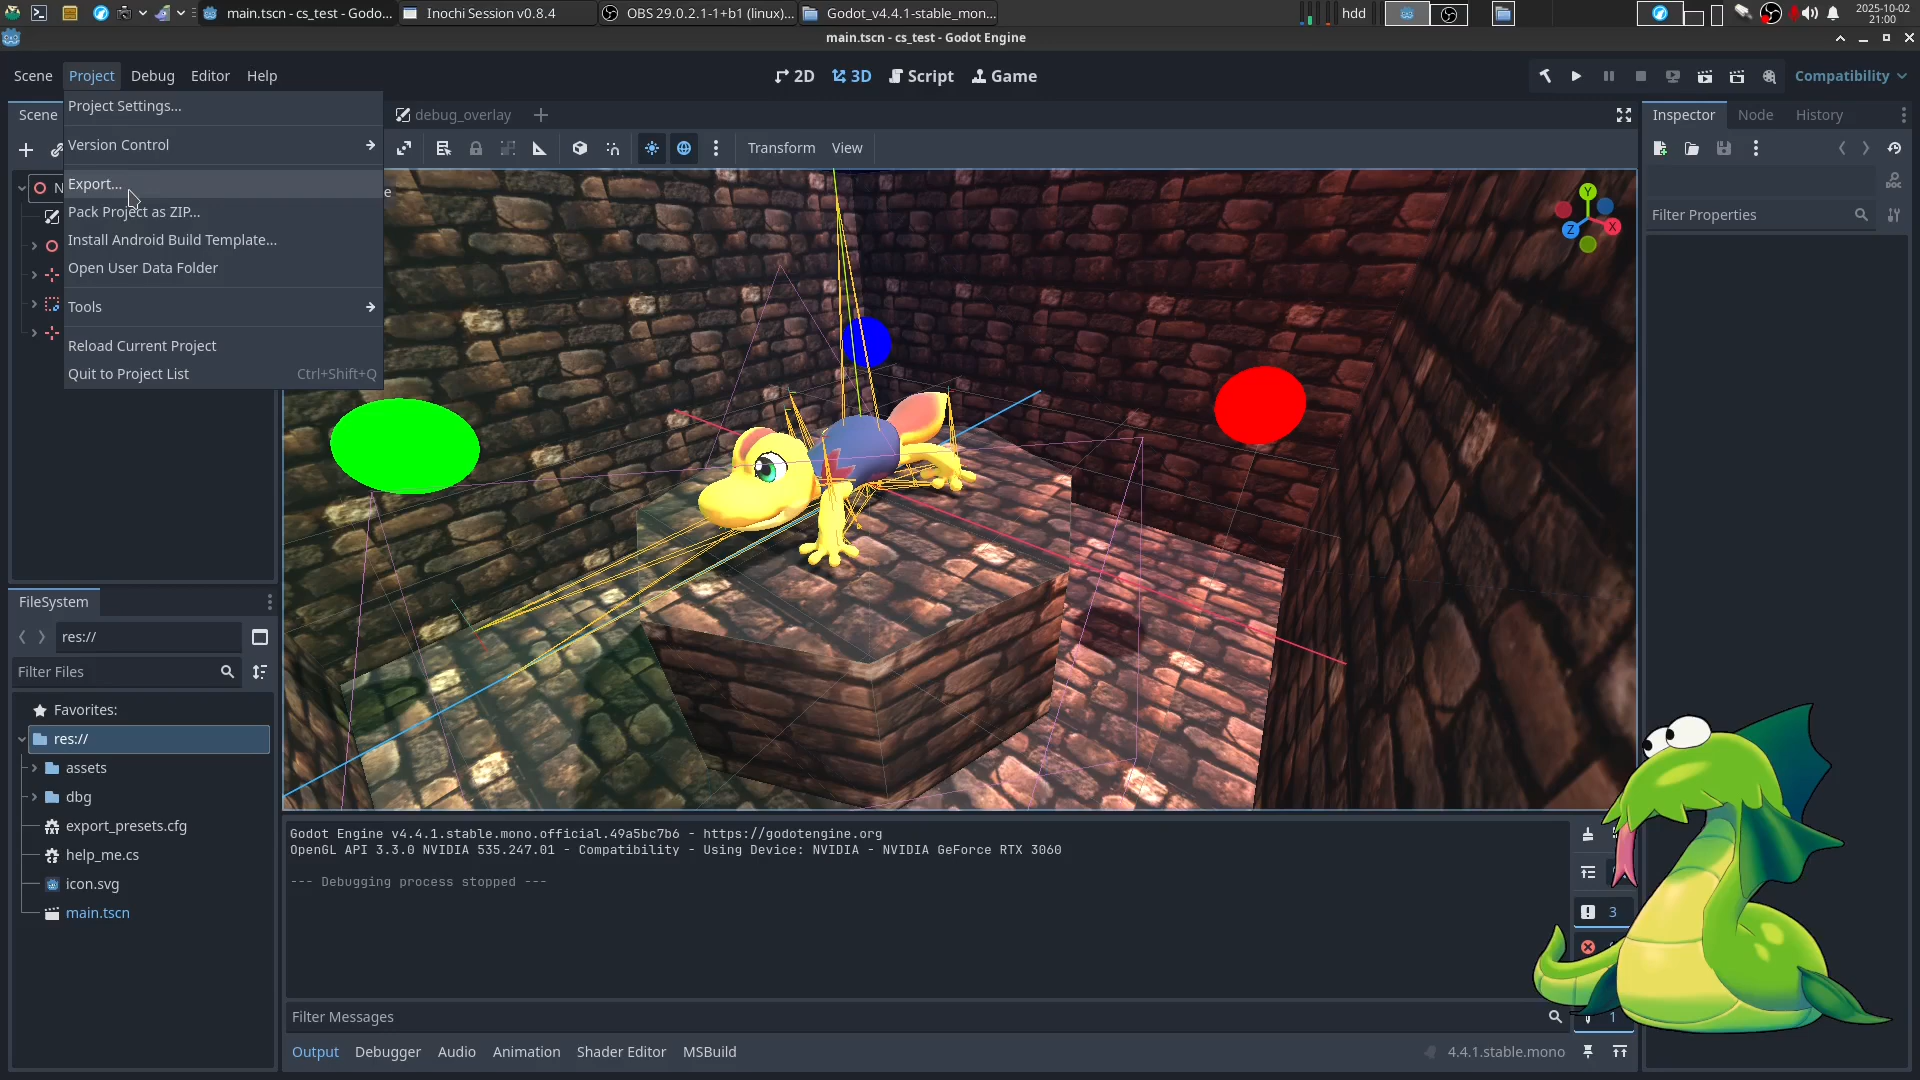 main.tscn - cs_test - Godo...
Inochi Session v0.8.4
OBS 29.0.2.1-1+b1 (linux)...
Godot_v4.4.1-stable_mon...
hdd
2025-10-02
21:00
main.tscn - cs_test - Godot Engine
Scene
Project
Debug
Editor
Help
2D
3D
Script
Game
Compatibility
Project Settings...
Version Control
Export...
Pack Project as ZIP...
Install Android Build Template...
Open User Data Folder
Tools
Reload Current Project
Quit to Project List
Ctrl+Shift+Q
Scene
debug_overlay
Transform
View
Y
Z
X
Inspector
Node
History
Filter Properties
FileSystem
res://
Filter Files
Favorites:
res://
assets
dbg
export_presets.cfg
help_me.cs
icon.svg
main.tscn
Godot Engine v4.4.1.stable.mono.official.49a5bc7b6 - https://godotengine.org
OpenGL API 3.3.0 NVIDIA 535.247.01 - Compatibility - Using Device: NVIDIA - NVIDIA GeForce RTX 3060
--- Debugging process stopped ---
3
1
Filter Messages
Output
Debugger
Audio
Animation
Shader Editor
MSBuild
4.4.1.stable.mono